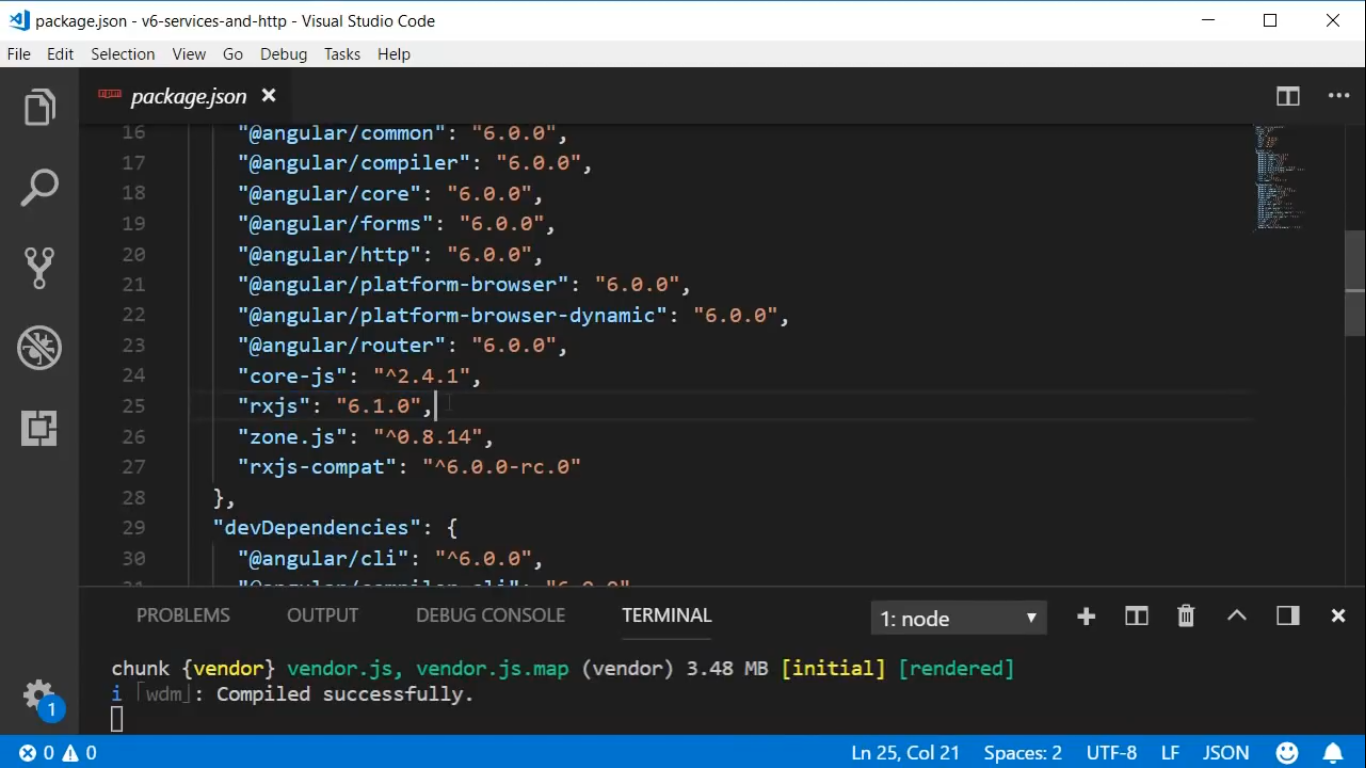 package.json - v6-services-and-http - Visual Studio Code
File Edit Selection View Go Debug Tasks Help
npm package.json
16 "@angular/common": "6.0.0",
17 "@angular/compiler": "6.0.0",
18 "@angular/core": "6.0.0",
19 "@angular/forms": "6.0.0",
20 "@angular/http": "6.0.0",
21 "@angular/platform-browser": "6.0.0",
22 "@angular/platform-browser-dynamic": "6.0.0",
23 "@angular/router": "6.0.0",
24 "core-js": "^2.4.1",
25 "rxjs": "6.1.0",
26 "zone.js": "^0.8.14",
27 "rxjs-compat": "^6.0.0-rc.0"
28 },
29 "devDependencies": {
30 "@angular/cli": "^6.0.0",
31 "@angular/compiler-cli": "6.0.0"
PROBLEMS OUTPUT DEBUG CONSOLE TERMINAL 1: node
chunk {vendor} vendor.js, vendor.js.map (vendor) 3.48 MB [initial] [rendered]
i ｢wdm｣: Compiled successfully.
1
0 0 Ln 25, Col 21 Spaces: 2 UTF-8 LF JSON